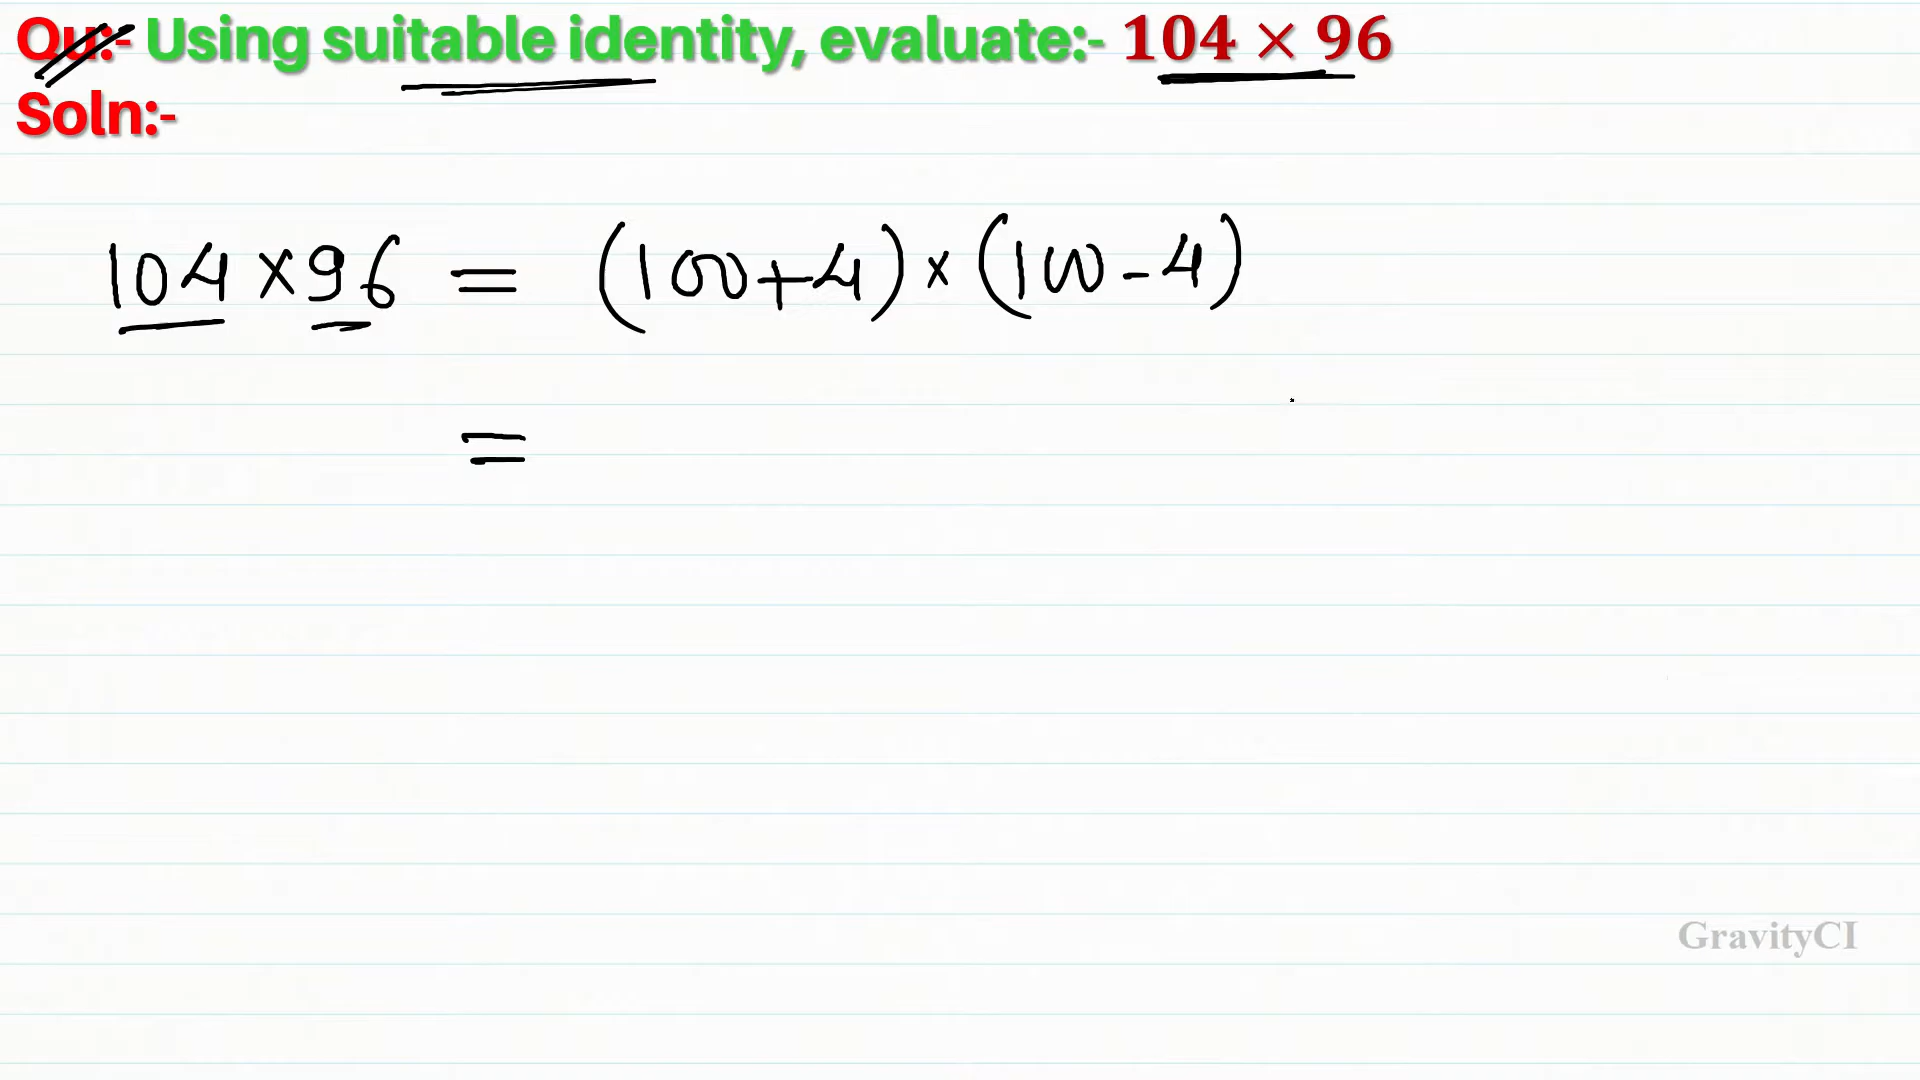 Qu:- Using suitable identity, evaluate:- 104 × 96
Soln:-
104 × 96 = (100+4) × (100-4)
=
GravityCI